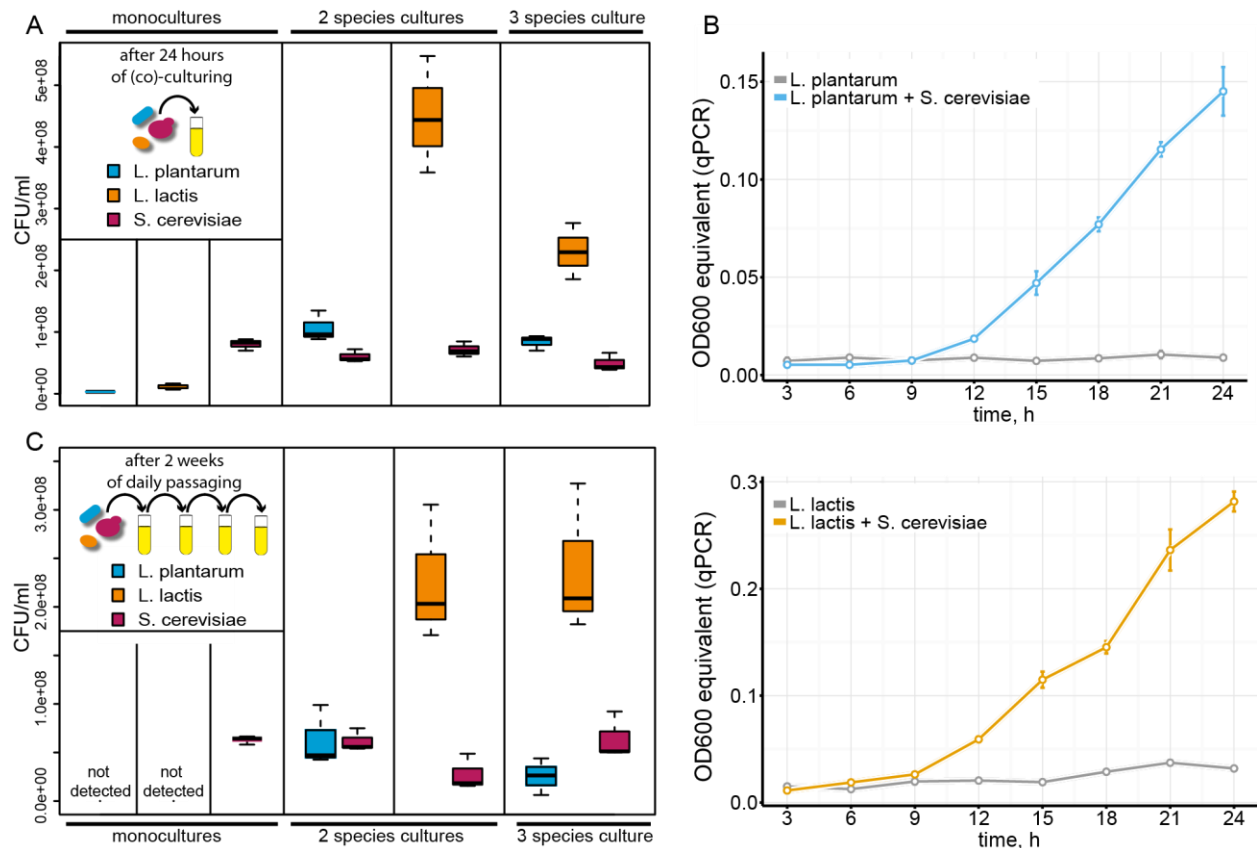 A
monocultures
2 species cultures
3 species culture
after 24 hours
of (co)-culturing
L. plantarum
L. lactis
S. cerevisiae
CFU/ml
5e+08
4e+08
3e+08
2e+08
1e+08
0e+00
B
L. plantarum
L. plantarum + S. cerevisiae
OD600 equivalent (qPCR)
0.15
0.10
0.05
0.00
3 6 9 12 15 18 21 24
time, h
C
after 2 weeks
of daily passaging
L. plantarum
L. lactis
S. cerevisiae
CFU/ml
3.0e+08
2.0e+08
1.0e+08
0.0e+00
not
detected
not
detected
monocultures
2 species cultures
3 species culture
L. lactis
L. lactis + S. cerevisiae
OD600 equivalent (qPCR)
0.3
0.2
0.1
0.0
3 6 9 12 15 18 21 24
time, h